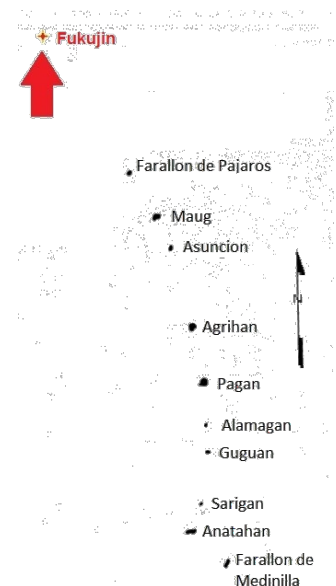 Fukujin
Farallon de Pajaros
Maug
Asuncion
N
Agrihan
Pagan
Alamagan
Guguan
Sarigan
Anatahan
Farallon de
Medinilla